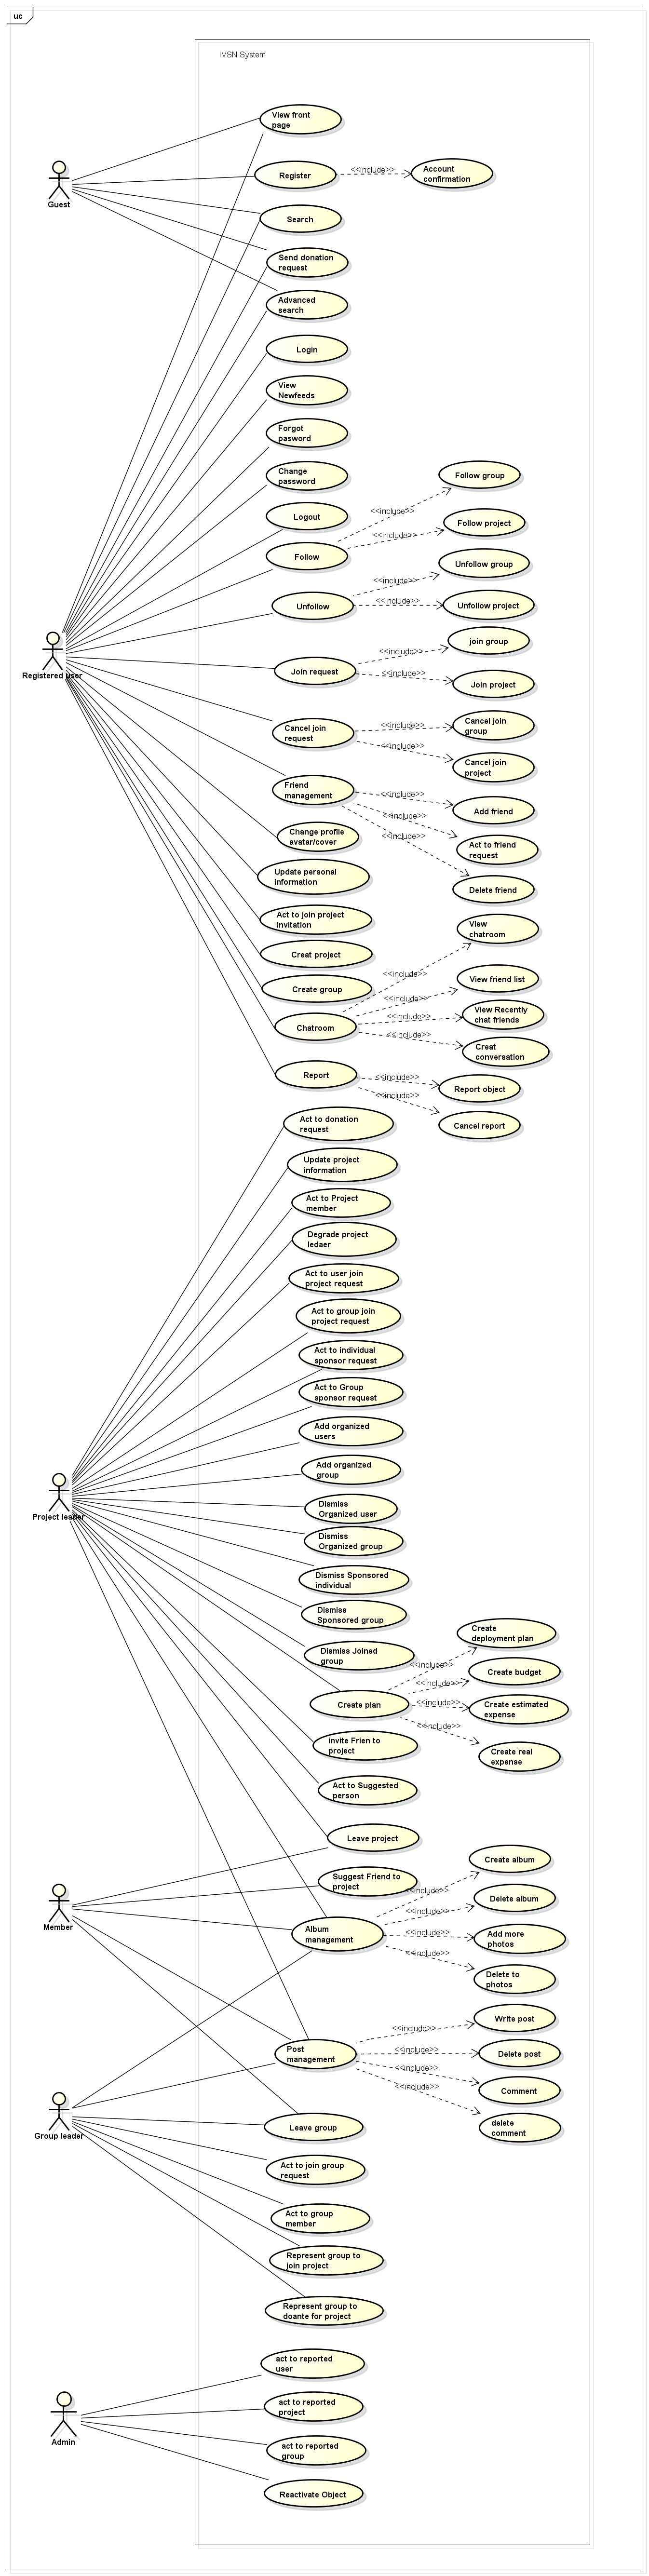 uc
IVSN System
View front
page
Register
<<include>>
Account
confirmation
Guest
Search
Send donation
request
Advanced
search
Login
View
Newfeeds
Forgot
pasword
Change
password
Follow group
Logout
<<include>>
Follow project
<<include>>
Follow
Unfollow group
<<include>>
Unfollow
<<include>>
Unfollow project
join group
<<include>>
Registered user
Join request
<<include>>
Join project
Cancel join
request
<<include>>
Cancel join
group
<<include>>
Cancel join
project
Friend
management
<<include>>
Add friend
<<include>>
Act to friend
request
<<include>>
Delete friend
Change profile
avatar/cover
Update personal
information
Act to join project
invitation
View
chatroom
Creat project
<<include>>
View friend list
Create group
<<include>>
View Recently
chat friends
Chatroom
<<include>>
<<include>>
Creat
conversation
Report
<<include>>
Report object
<<include>>
Cancel report
Act to donation
request
Update project
information
Act to Project
member
Degrade project
ledaer
Act to user join
project request
Act to group join
project request
Act to individual
sponsor request
Act to Group
sponsor request
Add organized
users
Add organized
group
Project leader
Dismiss
Organized user
Dismiss
Organized group
Dismiss Sponsored
individual
Dismiss
Sponsored group
Create
deployment plan
Dismiss Joined
group
<<include>>
Create budget
<<include>>
Create plan
<<include>>
Create estimated
expense
<<include>>
Create real
expense
invite Frien to
project
Act to Suggested
person
Leave project
Create album
Suggest Friend to
project
<<include>>
Delete album
Member
<<include>>
Album
management
<<include>>
Add more
photos
<<include>>
Delete to
photos
Write post
<<include>>
Post
management
<<include>>
Delete post
<<include>>
Comment
<<include>>
delete
comment
Group leader
Leave group
Act to join group
request
Act to group
member
Represent group to
join project
Represent group to
doante for project
act to reported
user
act to reported
project
Admin
act to reported
group
Reactivate Object